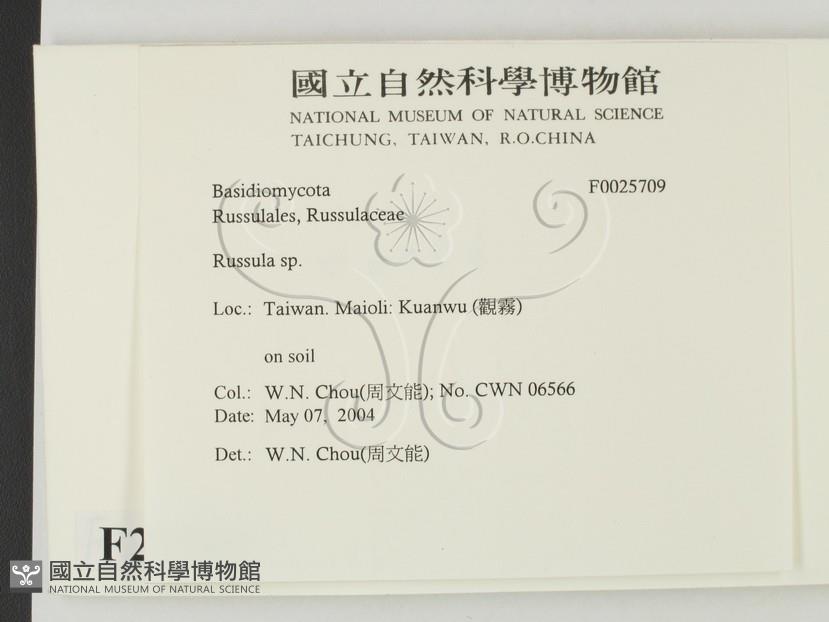 國立自然科學博物館
NATIONAL MUSEUM OF NATURAL SCIENCE
TAICHUNG, TAIWAN, R.O.CHINA
Basidiomycota F0025709
Russulales, Russulaceae
Russula sp.
Loc.: Taiwan. Maioli: Kuanwu (觀霧)
on soil
Col.: W.N. Chou(周文能); No. CWN 06566
Date: May 07, 2004
Det.: W.N. Chou(周文能)
F2
國立自然科學博物館
NATIONAL MUSEUM OF NATURAL SCIENCE